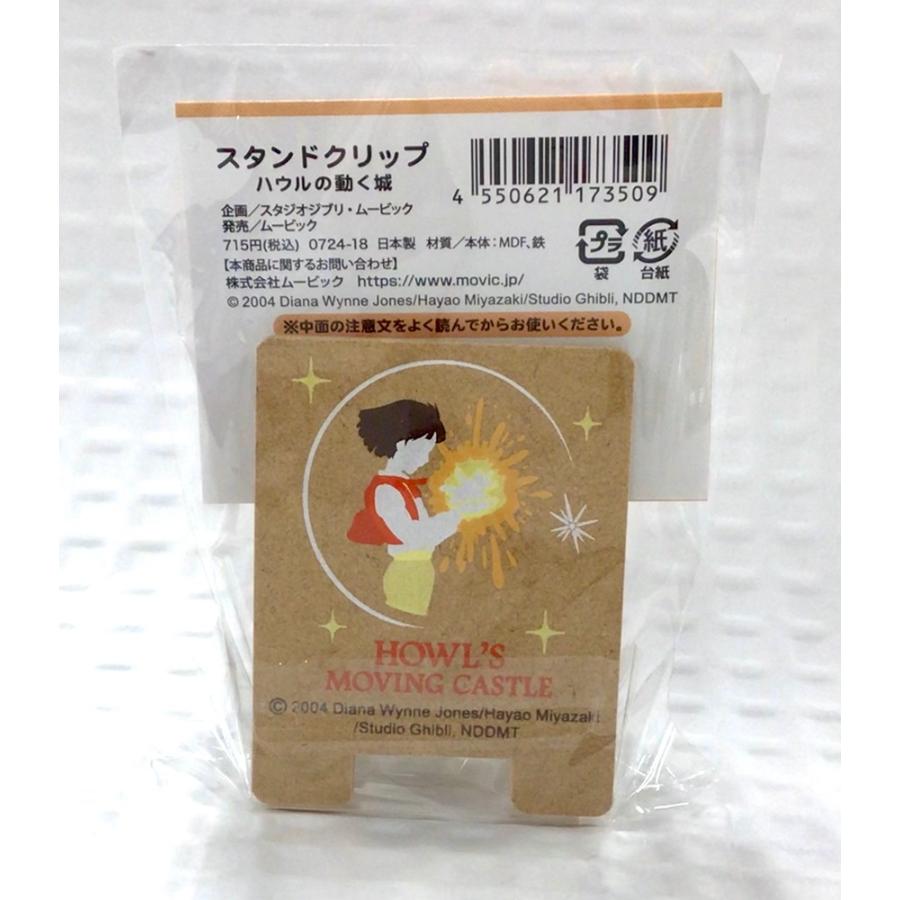 スタンドクリップ
ハウルの動く城
4 550621 173509
企画／スタジオジブリ・ムービック
発売／ムービック
715円(税込) 0724-18 日本製 材質／本体:MDF、鉄
【本商品に関するお問い合わせ】
株式会社ムービック https://www.movic.jp/
© 2004 Diana Wynne Jones/Hayao Miyazaki/Studio Ghibli, NDDMT
プラ
袋
紙
台紙
※中面の注意文をよく読んでからお使いください。
HOWL'S
MOVING CASTLE
© 2004 Diana Wynne Jones/Hayao Miyazaki
/Studio Ghibli, NDDMT